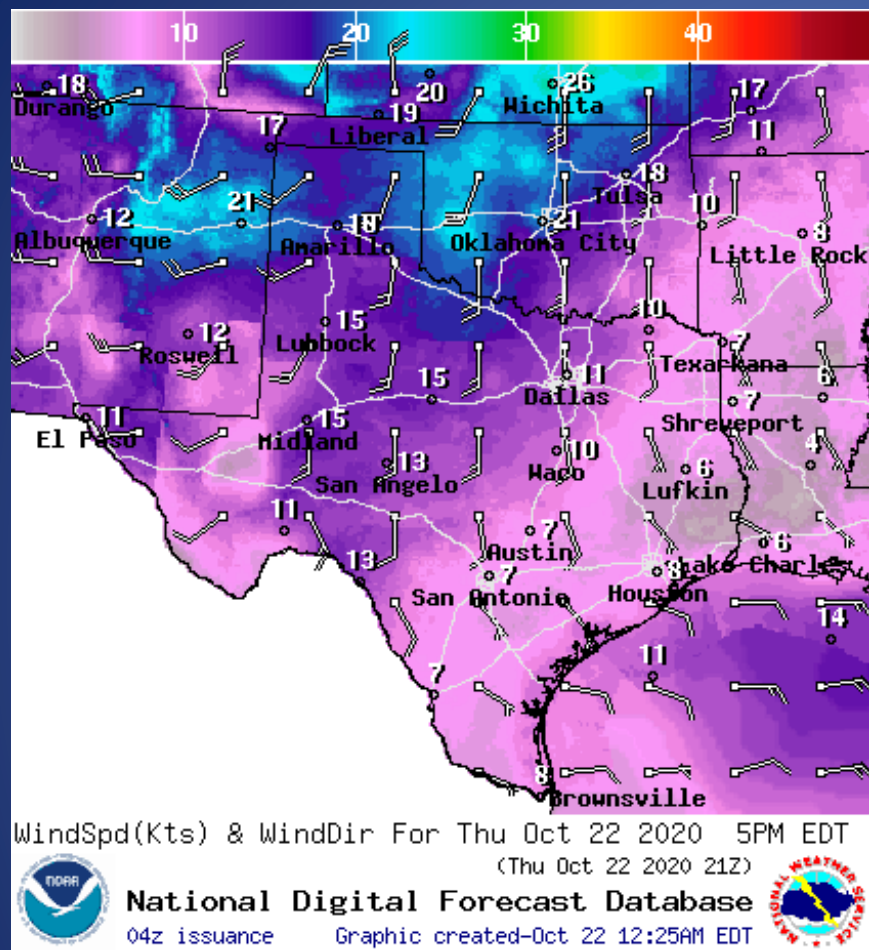 10 20 30 40
18 Durango
20
26 Wichita
17
19 Liberal
17
11
18 Tulsa
12 Albuquerque
21
18 Amarillo
21 Oklahoma City
10
8 Little Rock
12 Roswell
15 Lubbock
10
7 Texarkana
15
11 Dallas
6
11 El Paso
15 Midland
7 Shreveport
13 San Angelo
10 Waco
6 Lufkin
4
11
7 Austin
6 Lake Charles
13
7 San Antonio
8 Houston
14
7
11
8 Brownsville
WindSpd(Kts) & WindDir For Thu Oct 22 2020 5PM EDT
(Thu Oct 22 2020 21Z)
NOAA
National Digital Forecast Database
NATIONAL WEATHER SERVICE
04z issuance Graphic created-Oct 22 12:25AM EDT